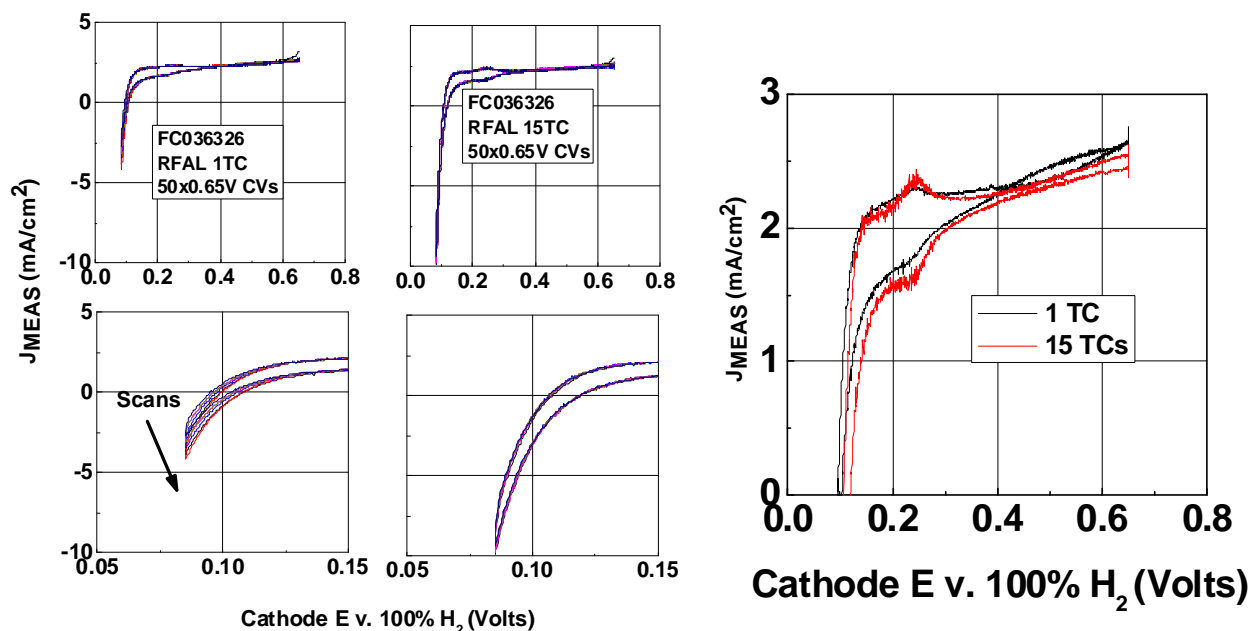 5
0
-5
-10
0.0 0.2 0.4 0.6 0.8
FC036326
RFAL 1TC
50x0.65V CVs
0.0 0.2 0.4 0.6 0.8
FC036326
RFAL 15TC
50x0.65V CVs
J MEAS (mA/cm2)
5
0
-5
-10
0.05 0.10 0.15
Scans
0.00 0.10 0.15
Cathode E v. 100% H2 (Volts)
3
2
1
0
0.0 0.2 0.4 0.6 0.8
1 TC
15 TCs
JMEAS (mA/cm2)
Cathode E v. 100% H2 (Volts)